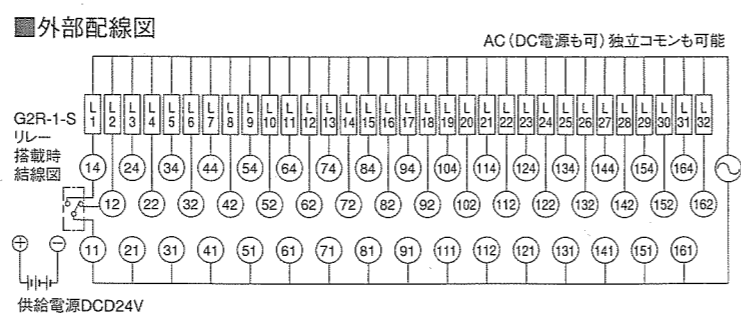 ■外部配線図
AC（DC電源も可）独立コモンも可能
G2R-1-S
リレー
搭載時
結線図
L1 L2 L3 L4 L5 L6 L7 L8 L9 L10 L11 L12 L13 L14 L15 L16 L17 L18 L19 L20 L21 L22 L23 L24 L25 L26 L27 L28 L29 L30 L31 L32
14 24 34 44 54 64 74 84 94 104 114 124 134 144 154 164
12 22 32 42 52 62 72 82 92 102 112 122 132 142 152 162
11 21 31 41 51 61 71 81 91 111 112 121 131 141 151 161
＋ −
供給電源DCD24V